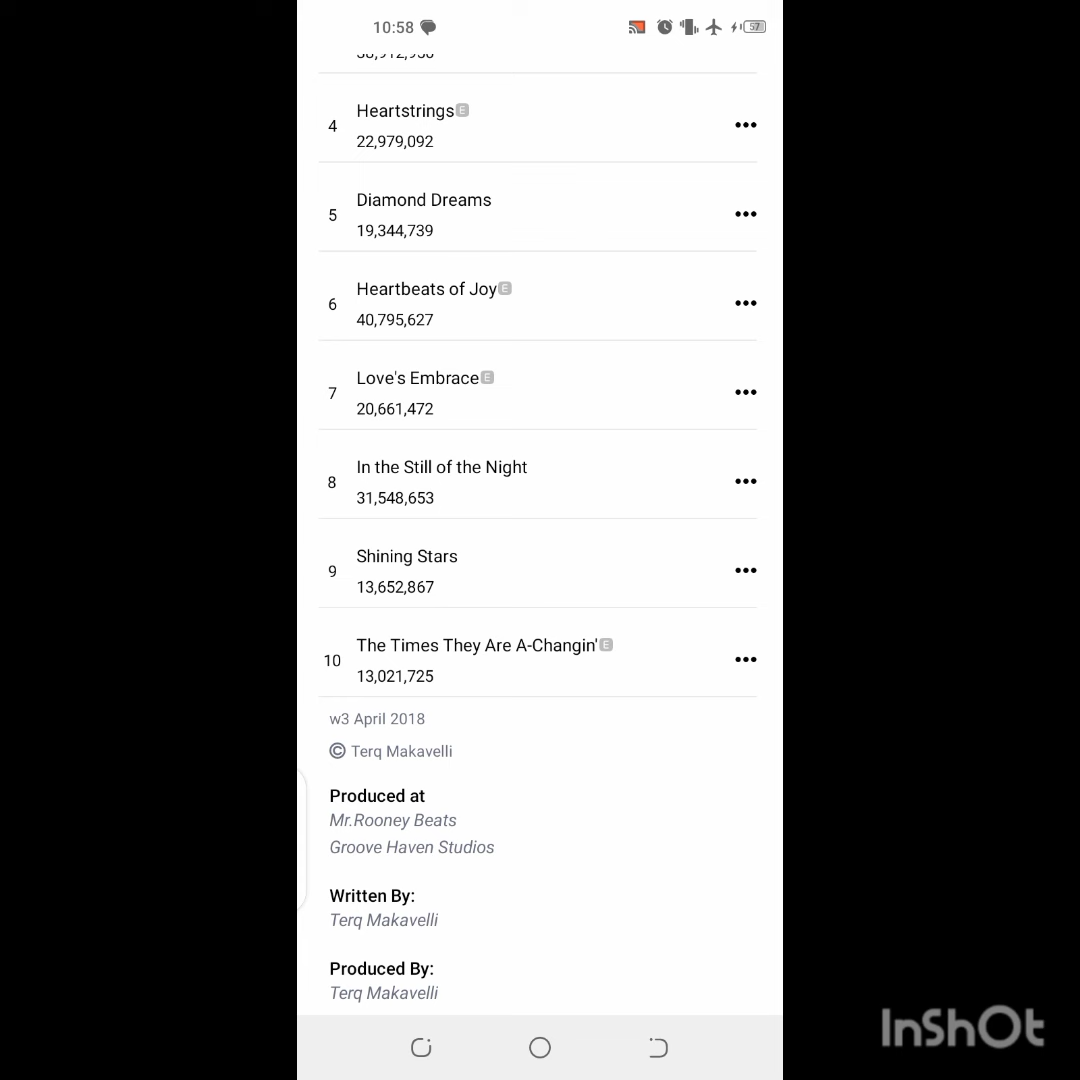 10:58
57
4
Heartstrings E
22,979,092
5
Diamond Dreams
19,344,739
6
Heartbeats of Joy E
40,795,627
7
Love's Embrace E
20,661,472
8
In the Still of the Night
31,548,653
9
Shining Stars
13,652,867
10
The Times They Are A-Changin' E
13,021,725
w3 April 2018
© Terq Makavelli
Produced at
Mr.Rooney Beats
Groove Haven Studios
Written By:
Terq Makavelli
Produced By:
Terq Makavelli
InShOt